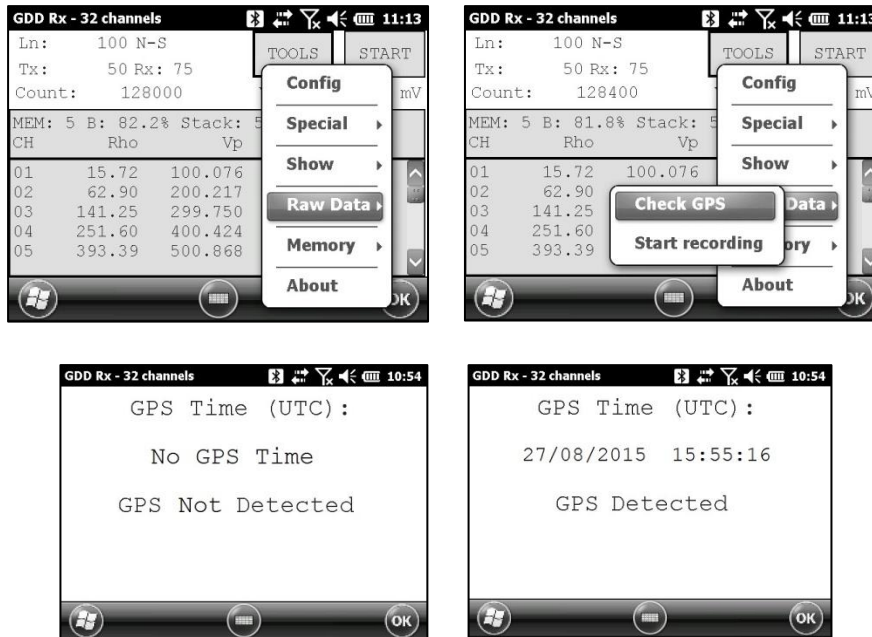 GDD Rx - 32 channels 11:13
Ln: 100 N-S
TOOLS START
Tx: 50 Rx: 75
Count: 128000 mV
MEM: 5 B: 82.2% Stack: 5
CH Rho Vp
01 15.72 100.076
02 62.90 200.217
03 141.25 299.750
04 251.60 400.424
05 393.39 500.868
Config
Special
Show
Raw Data
Memory
About
OK
GDD Rx - 32 channels 11:13
Ln: 100 N-S
TOOLS START
Tx: 50 Rx: 75
Count: 128400 mV
MEM: 5 B: 81.8% Stack: 5
CH Rho Vp
01 15.72 100.076
02 62.90
03 141.25
04 251.60
05 393.39
Config
Special
Show
Data
ory
About
Check GPS
Start recording
OK
GDD Rx - 32 channels 10:54
GPS Time (UTC):
No GPS Time
GPS Not Detected
OK
GDD Rx - 32 channels 10:54
GPS Time (UTC):
27/08/2015 15:55:16
GPS Detected
OK